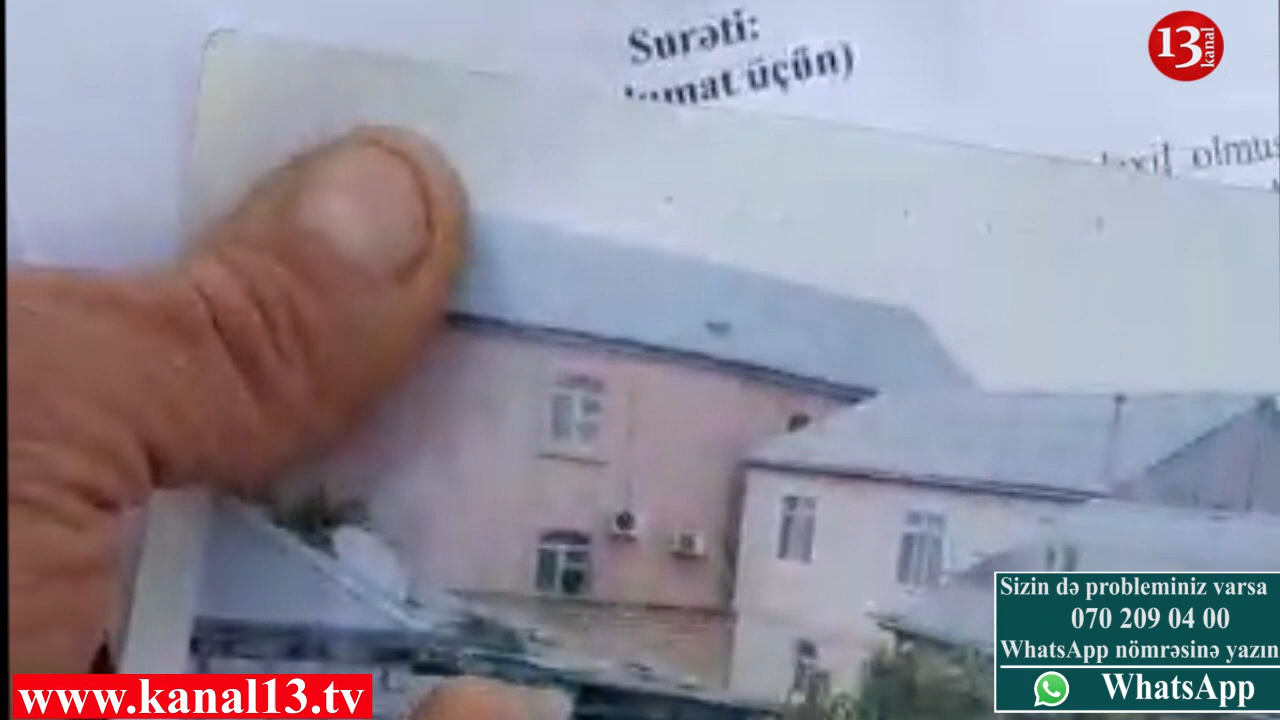 Surəti:
üçün)
olmuş
13
kanal
Sizin də probleminiz varsa
070 209 04 00
WhatsApp nömrəsinə yazın
WhatsApp
www.kanal13.tv